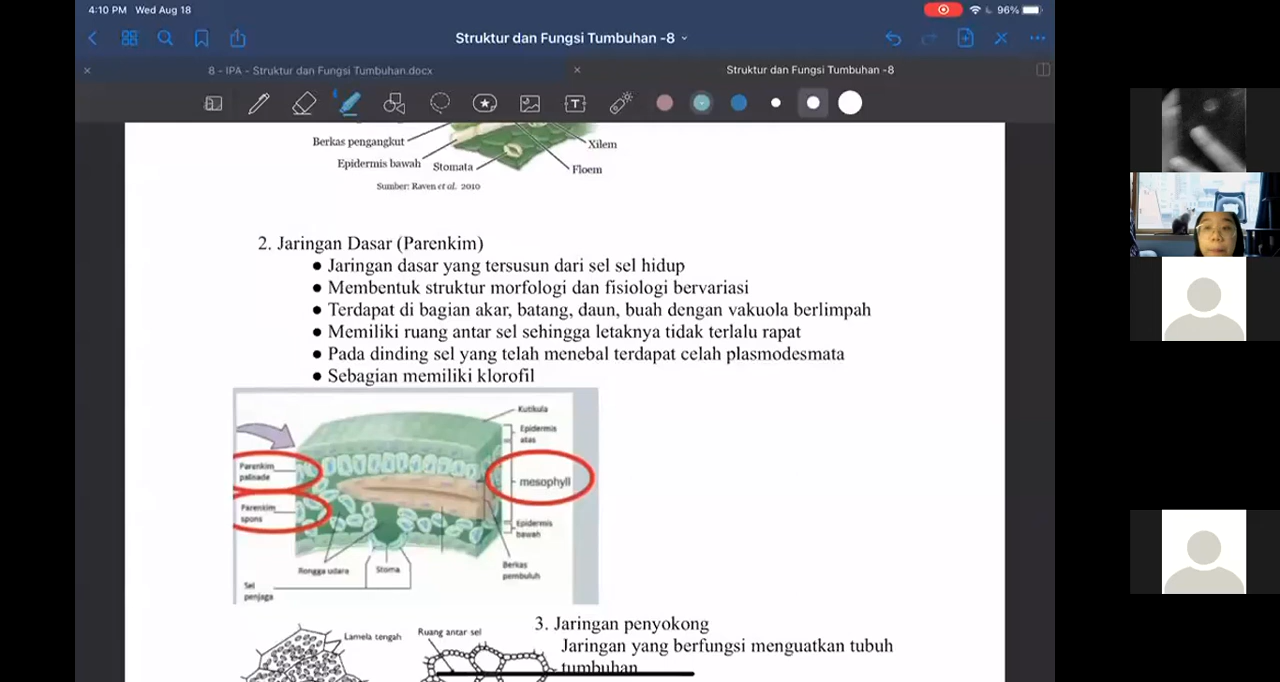 4:10 PM Wed Aug 18
96%
Struktur dan Fungsi Tumbuhan -8
8 - IPA - Struktur dan Fungsi Tumbuhan.docx
Struktur dan Fungsi Tumbuhan -8
Berkas pengangkut
Xilem
Epidermis bawah
Stomata
Floem
Sumber: Raven et al. 2010
2. Jaringan Dasar (Parenkim)
● Jaringan dasar yang tersusun dari sel sel hidup
● Membentuk struktur morfologi dan fisiologi bervariasi
● Terdapat di bagian akar, batang, daun, buah dengan vakuola berlimpah
● Memiliki ruang antar sel sehingga letaknya tidak terlalu rapat
● Pada dinding sel yang telah menebal terdapat celah plasmodesmata
● Sebagian memiliki klorofil
Kutikula
Epidermis
atas
Parenkim
palisade
mesophyll
Parenkim
spons
Epidermis
bawah
Rongga udara
Stoma
Berkas
pembuluh
Sel
penjaga
Lamela tengah
Ruang antar sel
3. Jaringan penyokong
Jaringan yang berfungsi menguatkan tubuh
tumbuhan